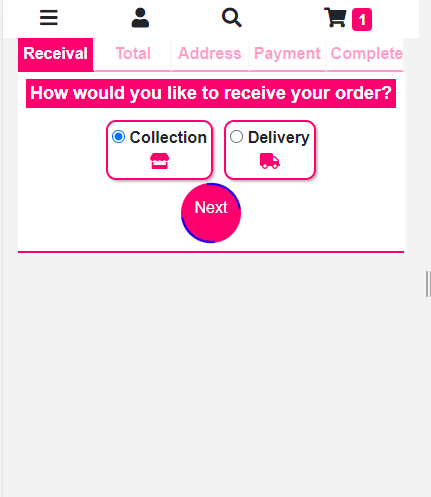 1
Receival Total Address Payment Complete
How would you like to receive your order?
Collection Delivery
Next